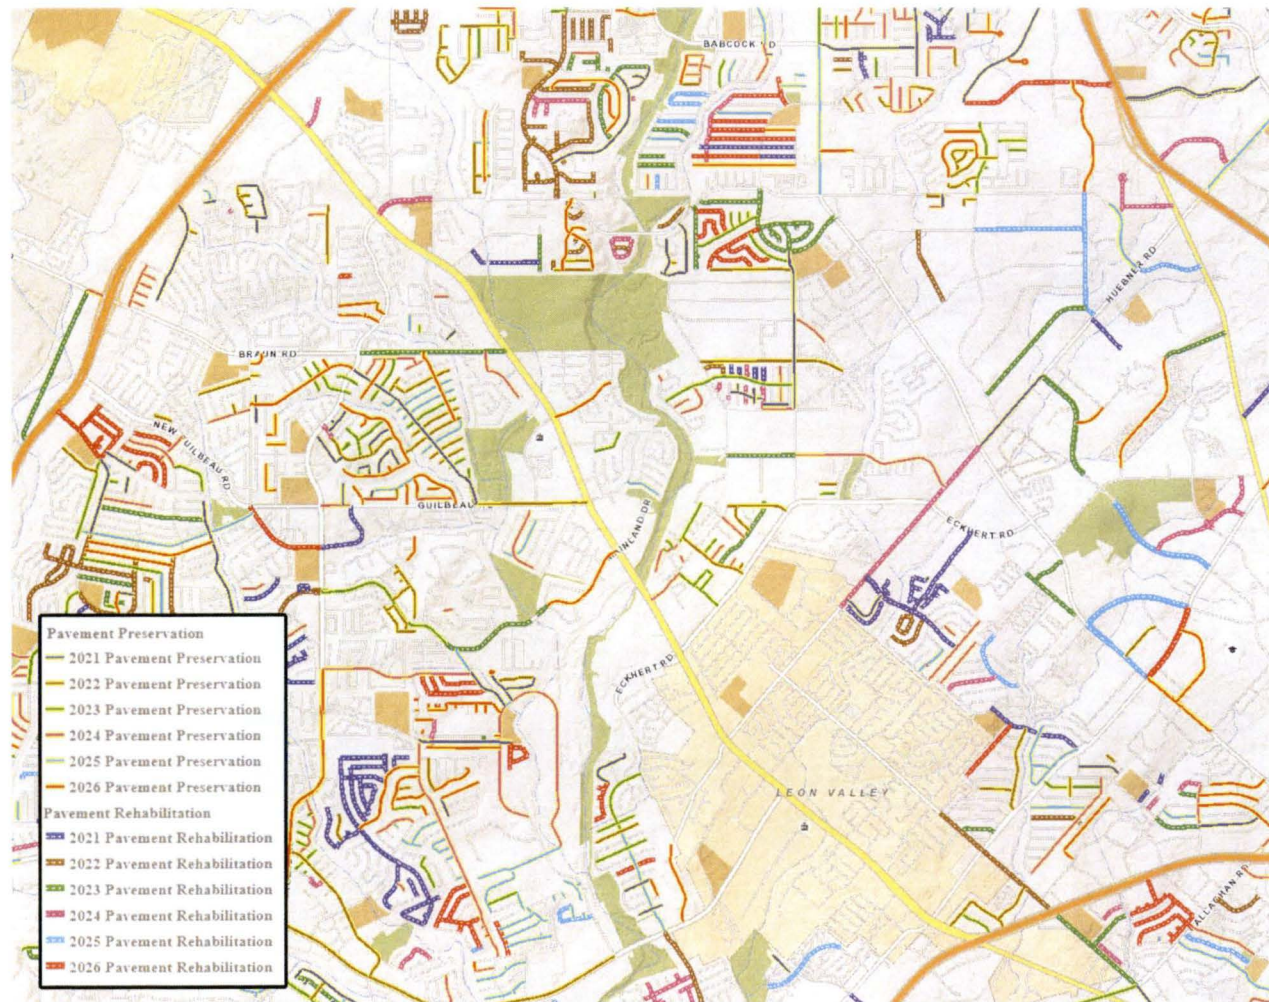 BABCOCK RD
HUEBNER RD
BRAUN RD
NEW GUILBEAU RD
GUILBEAU
INLAND DR
ECKHERT RD
ECKHERT RD
LEON VALLEY
Pavement Preservation
2021 Pavement Preservation
2022 Pavement Preservation
2023 Pavement Preservation
2024 Pavement Preservation
2025 Pavement Preservation
2026 Pavement Preservation
Pavement Rehabilitation
2021 Pavement Rehabilitation
2022 Pavement Rehabilitation
2023 Pavement Rehabilitation
2024 Pavement Rehabilitation
2025 Pavement Rehabilitation
2026 Pavement Rehabilitation
ALLAGHAN RD